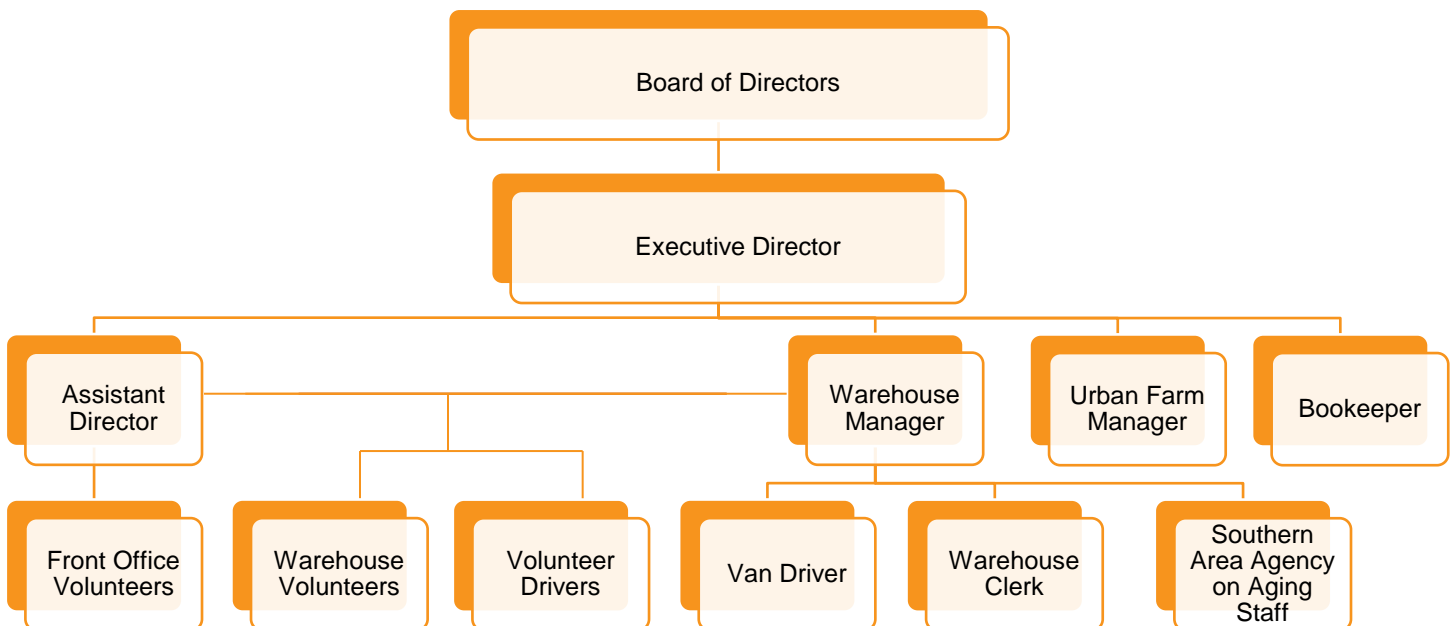 Board of Directors
Executive Director
Assistant
Director
Warehouse
Manager
Urban Farm
Manager
Bookeeper
Front Office
Volunteers
Warehouse
Volunteers
Volunteer
Drivers
Van Driver
Warehouse
Clerk
Southern
Area Agency
on Aging
Staff